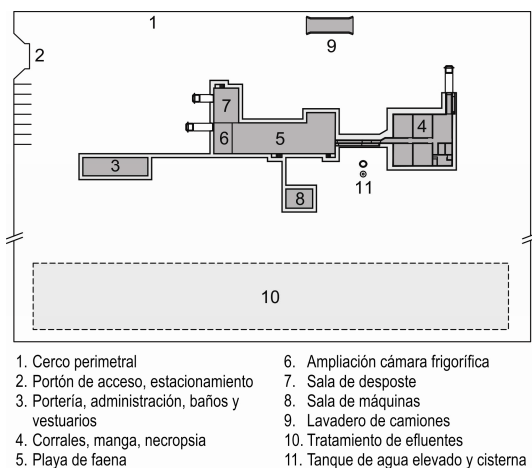 1
2
9
7
4
6
5
3
8
11
10
1. Cerco perimetral
2. Portón de acceso, estacionamiento
3. Portería, administración, baños y
vestuarios
4. Corrales, manga, necropsia
5. Playa de faena
6. Ampliación cámara frigorífica
7. Sala de desposte
8. Sala de máquinas
9. Lavadero de camiones
10. Tratamiento de efluentes
11. Tanque de agua elevado y cisterna